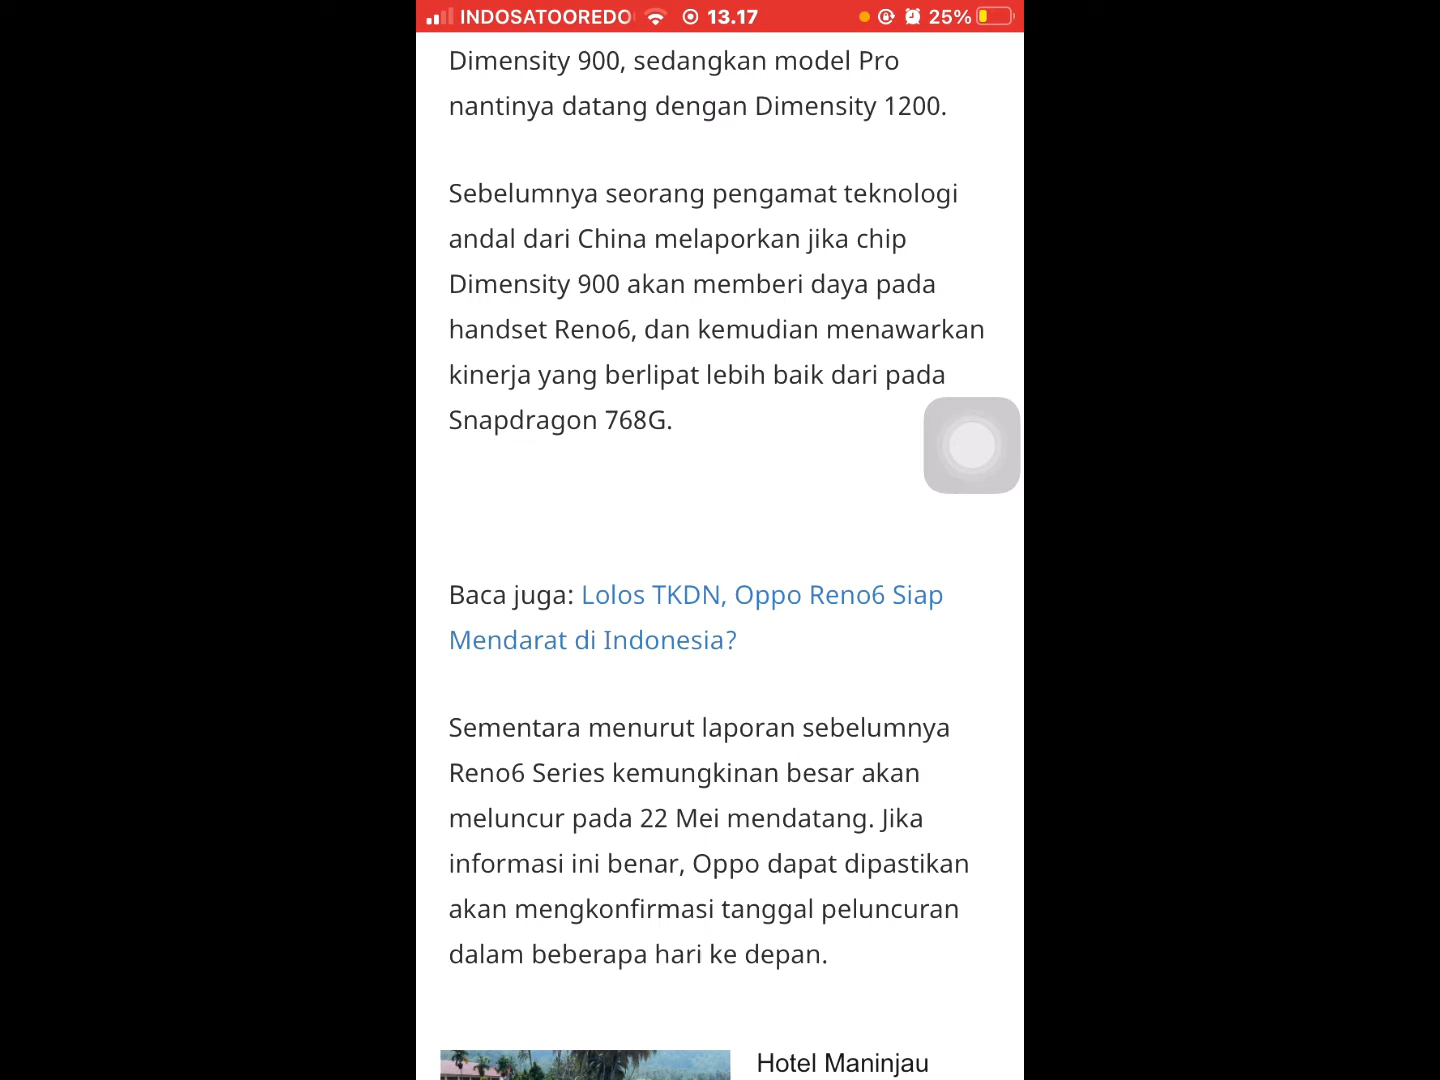 INDOSATOOREDO 13.17 25%
Dimensity 900, sedangkan model Pro
nantinya datang dengan Dimensity 1200.
Sebelumnya seorang pengamat teknologi
andal dari China melaporkan jika chip
Dimensity 900 akan memberi daya pada
handset Reno6, dan kemudian menawarkan
kinerja yang berlipat lebih baik dari pada
Snapdragon 768G.
Baca juga: Lolos TKDN, Oppo Reno6 Siap
Mendarat di Indonesia?
Sementara menurut laporan sebelumnya
Reno6 Series kemungkinan besar akan
meluncur pada 22 Mei mendatang. Jika
informasi ini benar, Oppo dapat dipastikan
akan mengkonfirmasi tanggal peluncuran
dalam beberapa hari ke depan.
Hotel Maninjau